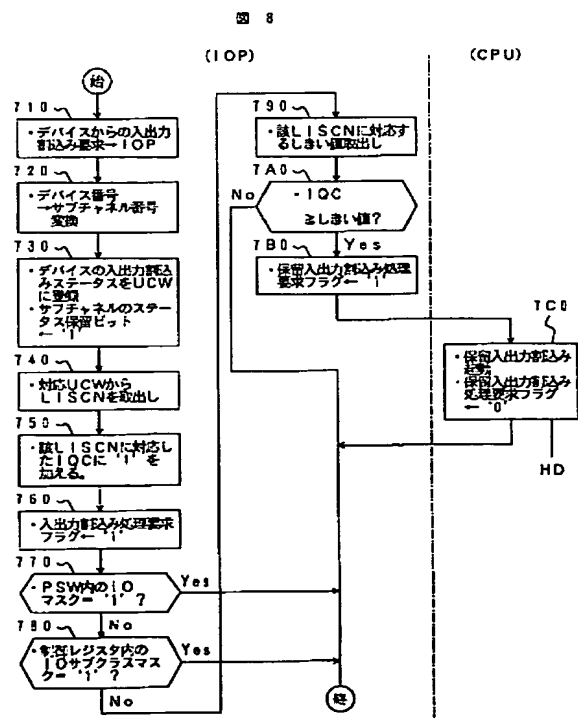 図 8
(IOP)
(CPU)
始
710
・デバイスからの入出力
割込み要求→IOP
720
・デバイス番号
→サブチャネル番号
変換
730
・デバイスの入出力割込
みステータスをUCW
に登録
・サブチャネルのステー
タス保留ビット
← '1'
740
・対応UCWから
LISCNを取出し
750
・該LISCNに対応し
たIQCに '1' を
加える。
760
・入出力割込み処理要求
フラグ← '1'
770
・PSW内のIO
マスク= '1' ?
Yes
No
780
・制御レジスタ内の
IOサブクラスマス
ク= '1' ?
Yes
No
790
・該LISCNに対応す
るしきい値取出し
7A0
・IQC
≧しきい値?
No
Yes
7B0
・保留入出力割込み処理
要求フラグ← '1'
7C0
・保留入出力割込み
起動
・保留入出力割込み
処理要求フラグ
← '0'
HD
終